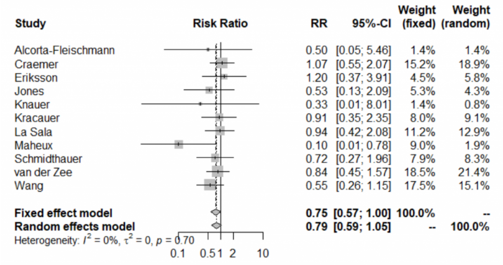 Study Risk Ratio RR 95%-CI Weight (fixed) Weight (random)
Alcorta-Fleischmann 0.50 [0.05; 5.46] 1.4% 1.4%
Craemer 1.07 [0.55; 2.07] 15.2% 18.9%
Eriksson 1.20 [0.37; 3.91] 4.5% 5.8%
Jones 0.53 [0.13; 2.09] 5.3% 4.3%
Knauer 0.33 [0.01; 8.01] 1.4% 0.8%
Kracauer 0.91 [0.35; 2.35] 8.0% 9.1%
La Sala 0.94 [0.42; 2.08] 11.2% 12.9%
Maheux 0.10 [0.01; 0.78] 9.0% 1.9%
Schmidthauer 0.72 [0.27; 1.96] 7.9% 8.3%
van der Zee 0.84 [0.45; 1.57] 18.5% 21.4%
Wang 0.55 [0.26; 1.15] 17.5% 15.1%
Fixed effect model 0.75 [0.57; 1.00] 100.0% --
Random effects model 0.79 [0.59; 1.05] -- 100.0%
Heterogeneity: I² = 0%, τ² = 0, p = 0.70
0.1 0.5 1 2 10